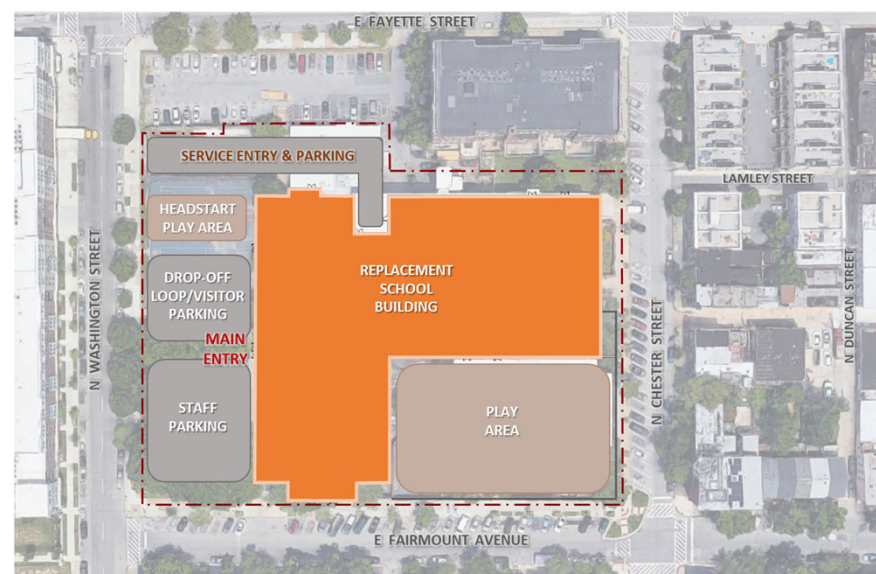 E FAYETTE STREET
SERVICE ENTRY & PARKING
LAMLEY STREET
HEADSTART
PLAY AREA
REPLACEMENT
SCHOOL
BUILDING
DROP-OFF
LOOP/VISITOR
PARKING
MAIN
ENTRY
N WASHINGTON STREET
N CHESTER STREET
N DUNCAN STREET
STAFF
PARKING
PLAY
AREA
E FAIRMOUNT AVENUE